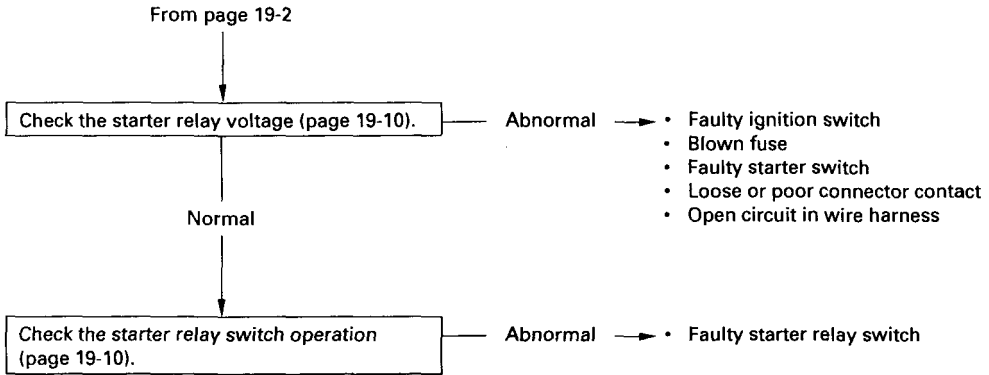 From page 19-2
Check the starter relay voltage (page 19-10).
Abnormal
• Faulty ignition switch
• Blown fuse
• Faulty starter switch
• Loose or poor connector contact
• Open circuit in wire harness
Normal
Check the starter relay switch operation
(page 19-10).
Abnormal
• Faulty starter relay switch